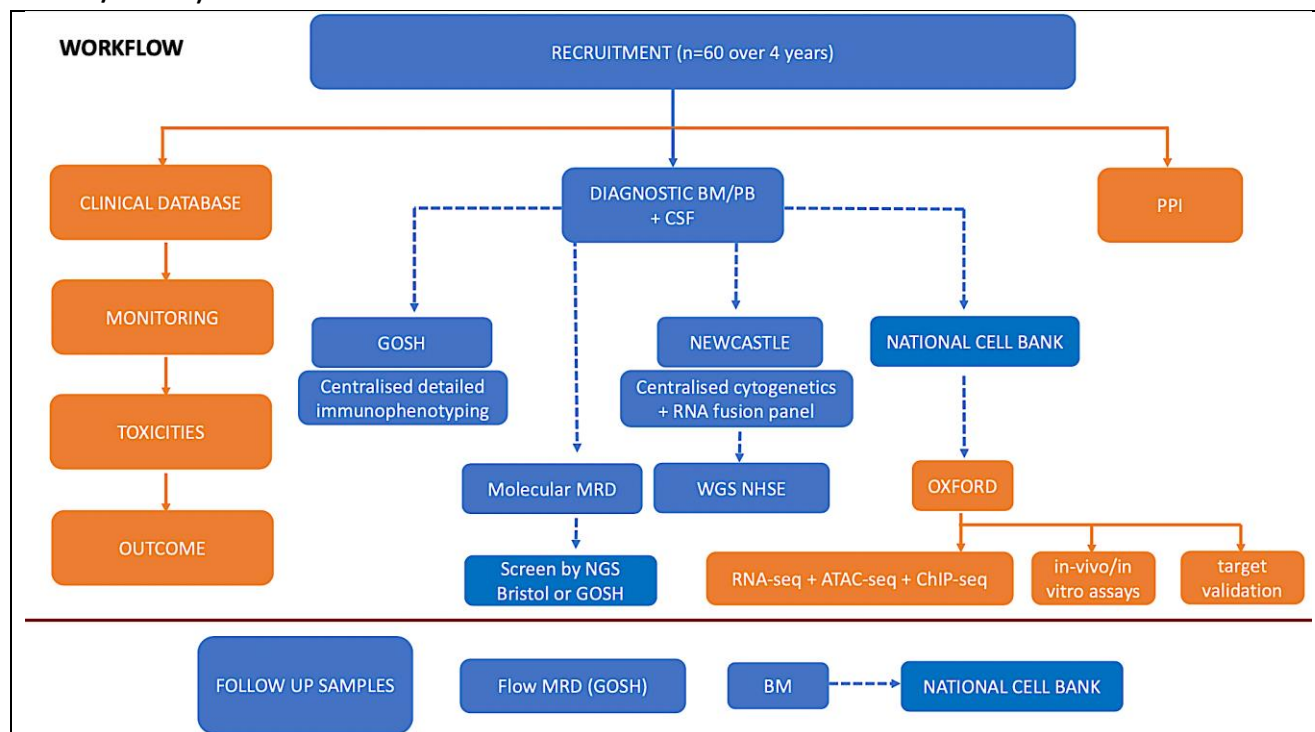 WORKFLOW
RECRUITMENT (n=60 over 4 years)
CLINICAL DATABASE
DIAGNOSTIC BM/PB
+ CSF
PPI
MONITORING
GOSH
NEWCASTLE
NATIONAL CELL BANK
Centralised detailed
immunophenotyping
Centralised cytogenetics
+ RNA fusion panel
TOXICITIES
Molecular MRD
WGS NHSE
OXFORD
OUTCOME
Screen by NGS
Bristol or GOSH
RNA-seq + ATAC-seq + ChIP-seq
in-vivo/in
vitro assays
target
validation
FOLLOW UP SAMPLES
Flow MRD (GOSH)
BM
NATIONAL CELL BANK